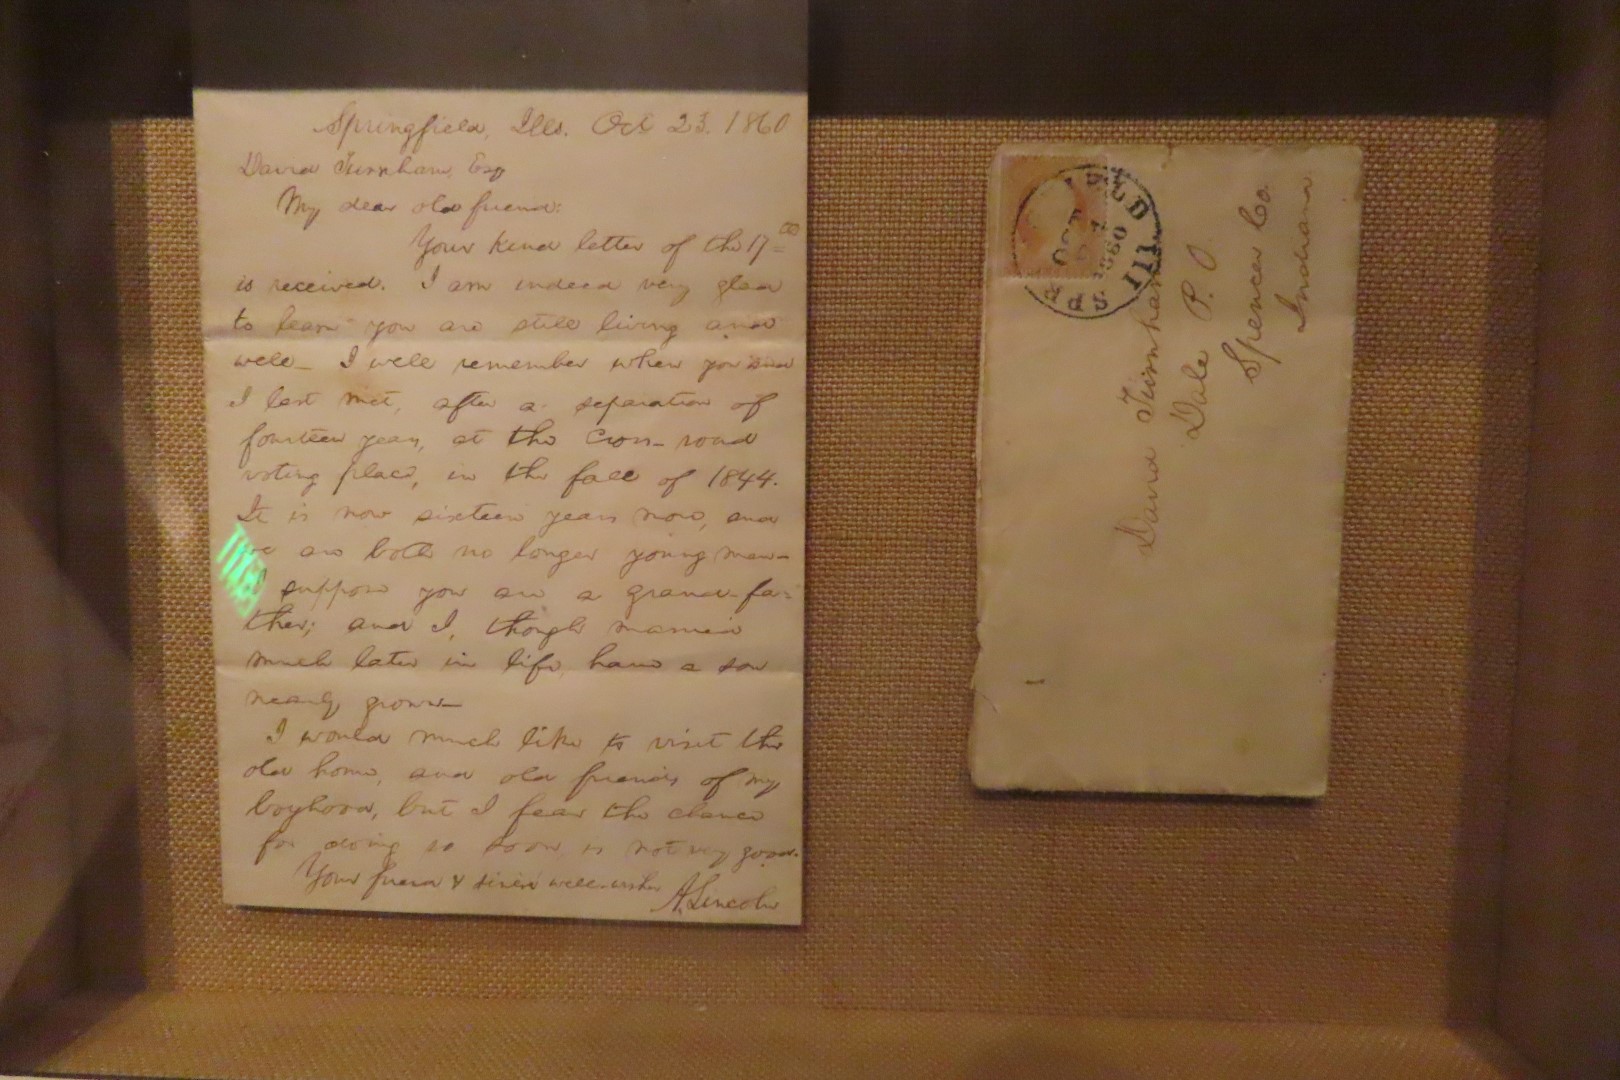 Springfield, Ills. Oct 23. 1860
David Turnham, Esq
My dear old friend:
Your kind letter of the 17=th
is received. I am indeed very glad
to learn you are still living and
well_ I well remember when you and
I last met, after a separation of
fourteen years, at the cross-road
voting place, in the fall of 1844.
It is now sixteen years more, and
we are both no longer young men_
suppose you are a grand-fa=
ther; and I, though married
much later in life, have a son
nearly grown_
I would much like to visit the
old home, and old friends of my
boyhood, but I fear the chance
for doing so soon is not very good.
Your friend & sincere well-wisher
A. Lincoln
SPR D Ill.
OCT
1860
David Turnham
Dale P.O.
Spencer Co.
Indiana